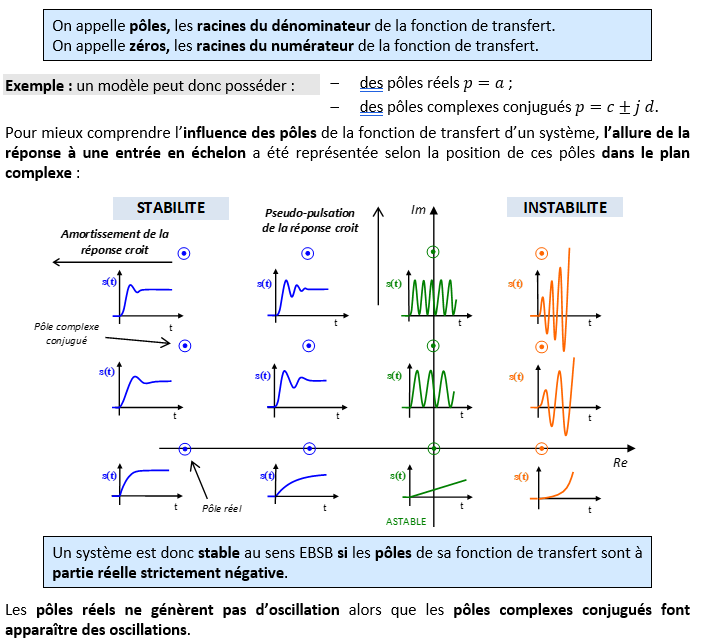 On appelle pôles, les racines du dénominateur de la fonction de transfert.
On appelle zéros, les racines du numérateur de la fonction de transfert.
Exemple : un modèle peut donc posséder :
– des pôles réels p = a ;
– des pôles complexes conjugués p = c ± j d.
Pour mieux comprendre l'influence des pôles de la fonction de transfert d'un système, l'allure de la
réponse à une entrée en échelon a été représentée selon la position de ces pôles dans le plan
complexe :
STABILITE
Pseudo-pulsation
de la réponse croit
Im
INSTABILITE
Amortissement de la
réponse croit
s(t)
t
s(t)
t
s(t)
t
s(t)
t
Pôle complexe
conjugué
s(t)
t
s(t)
t
s(t)
t
s(t)
t
Re
s(t)
t
Pôle réel
s(t)
t
s(t)
t
ASTABLE
s(t)
t
Un système est donc stable au sens EBSB si les pôles de sa fonction de transfert sont à
partie réelle strictement négative.
Les pôles réels ne génèrent pas d'oscillation alors que les pôles complexes conjugués font
apparaître des oscillations.